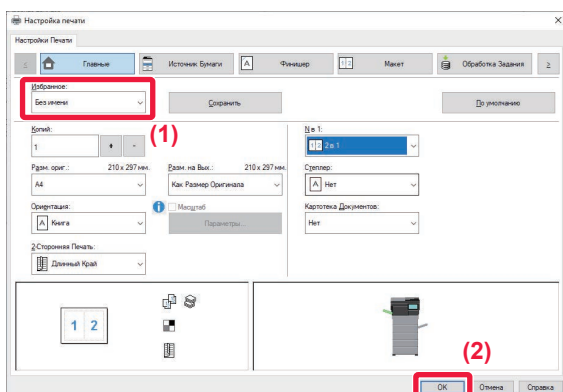 Настройка печати
Настройки Печати
Главные Источник Бумаги Финишер Макет Обработка Задания
Избранное:
Без имени Сохранить По умолчанию
(1)
Копий: N в 1:
1 + - 2 в 1
Разм. ориг.: 210 x 297 мм. Разм. на Вых.: 210 x 297 мм. Степлер:
A4 Как Размер Оригинала Нет
Ориентация: Масштаб Картотека Документов:
Книга Параметры... Нет
2-Сторонняя Печать:
Длинный Край
1 2
(2)
OK Отмена Справка